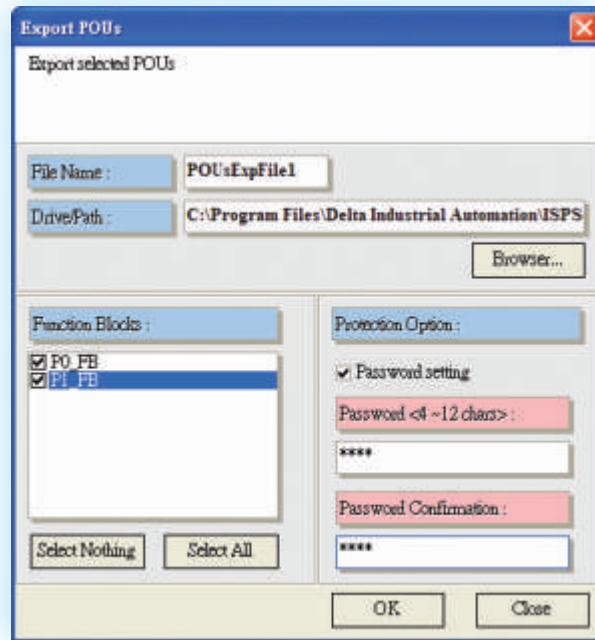 Export POUs
Export selected POUs
File Name :
POUsExpFile1
Drive/Path :
C:\Program Files\Delta Industrial Automation\ISPS
Browser...
Function Blocks :
P0_FB
P1_FB
Select Nothing
Select All
Protection Option :
Password setting
Password <4 ~12 chars> :
****
Password Confirmation :
****
OK
Close